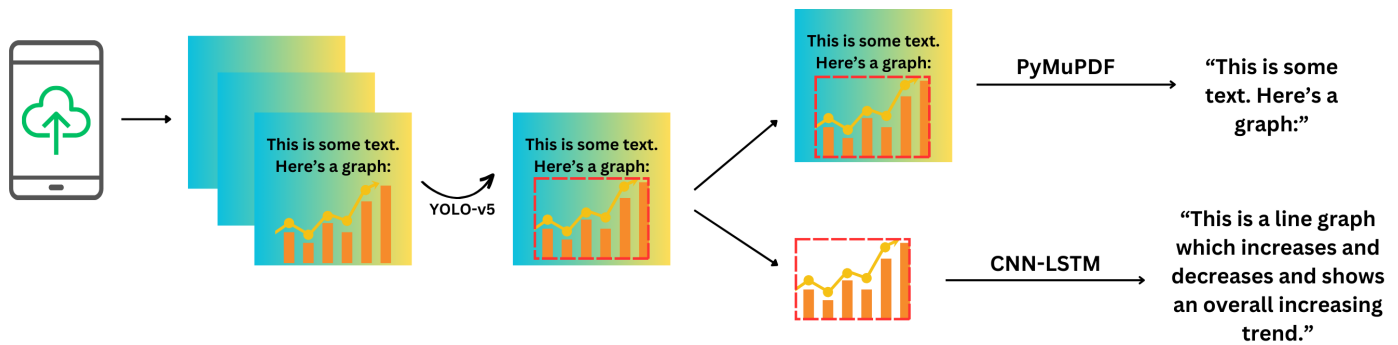 This is some text.
Here's a graph:
YOLO-v5
This is some text.
Here's a graph:
This is some text.
Here's a graph:
PyMuPDF
“This is some
text. Here’s a
graph:”
CNN-LSTM
“This is a line graph
which increases and
decreases and shows
an overall increasing
trend.”